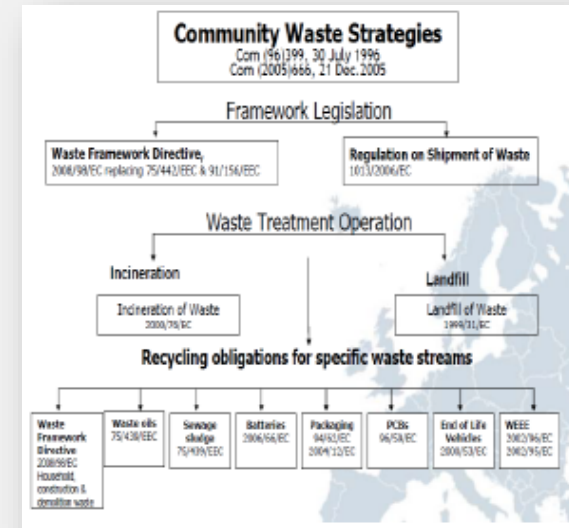 Community Waste Strategies
Com (96)399, 30 July 1996
Com (2005)666, 21 Dec.2005
Framework Legislation
Waste Framework Directive,
2008/98/EC replacing 75/442/EEC & 91/156/EEC
Regulation on Shipment of Waste
1013/2006/EC
Waste Treatment Operation
Incineration
Landfill
Incineration of Waste
2000/76/EC
Landfill of Waste
1999/31/EC
Recycling obligations for specific waste streams
Waste
Framework
Directive
2008/98/EC
Household,
construction &
demolition waste
Waste oils
75/439/EEC
Sewage
sludge
75/439/EEC
Batteries
2006/66/EC
Packaging
94/62/EC
2004/12/EC
PCBs
96/59/EC
End of Life
Vehicles
2000/53/EC
WEEE
2002/96/EC
2002/95/EC